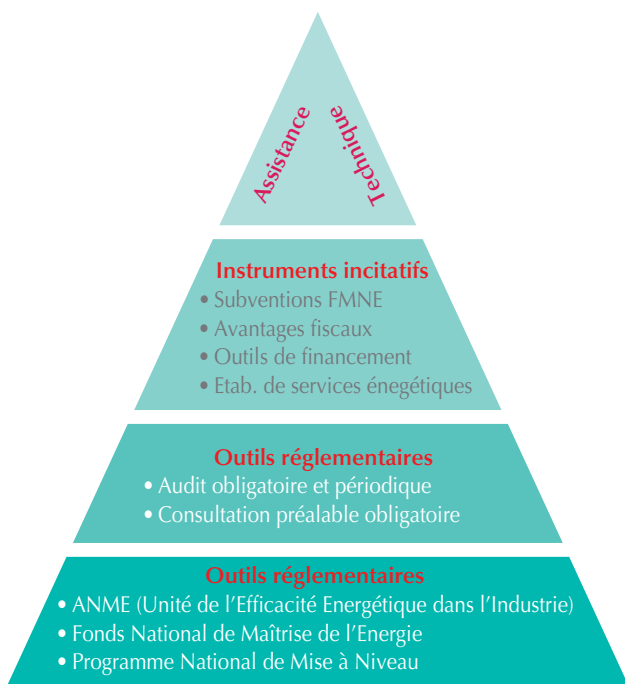 Assistance
Technique
Instruments incitatifs
• Subventions FMNE
• Avantages fiscaux
• Outils de financement
• Etab. de services énegétiques
Outils réglementaires
• Audit obligatoire et périodique
• Consultation préalable obligatoire
Outils réglementaires
• ANME (Unité de l’Efficacité Energétique dans l’Industrie)
• Fonds National de Maîtrise de l’Energie
• Programme National de Mise à Niveau